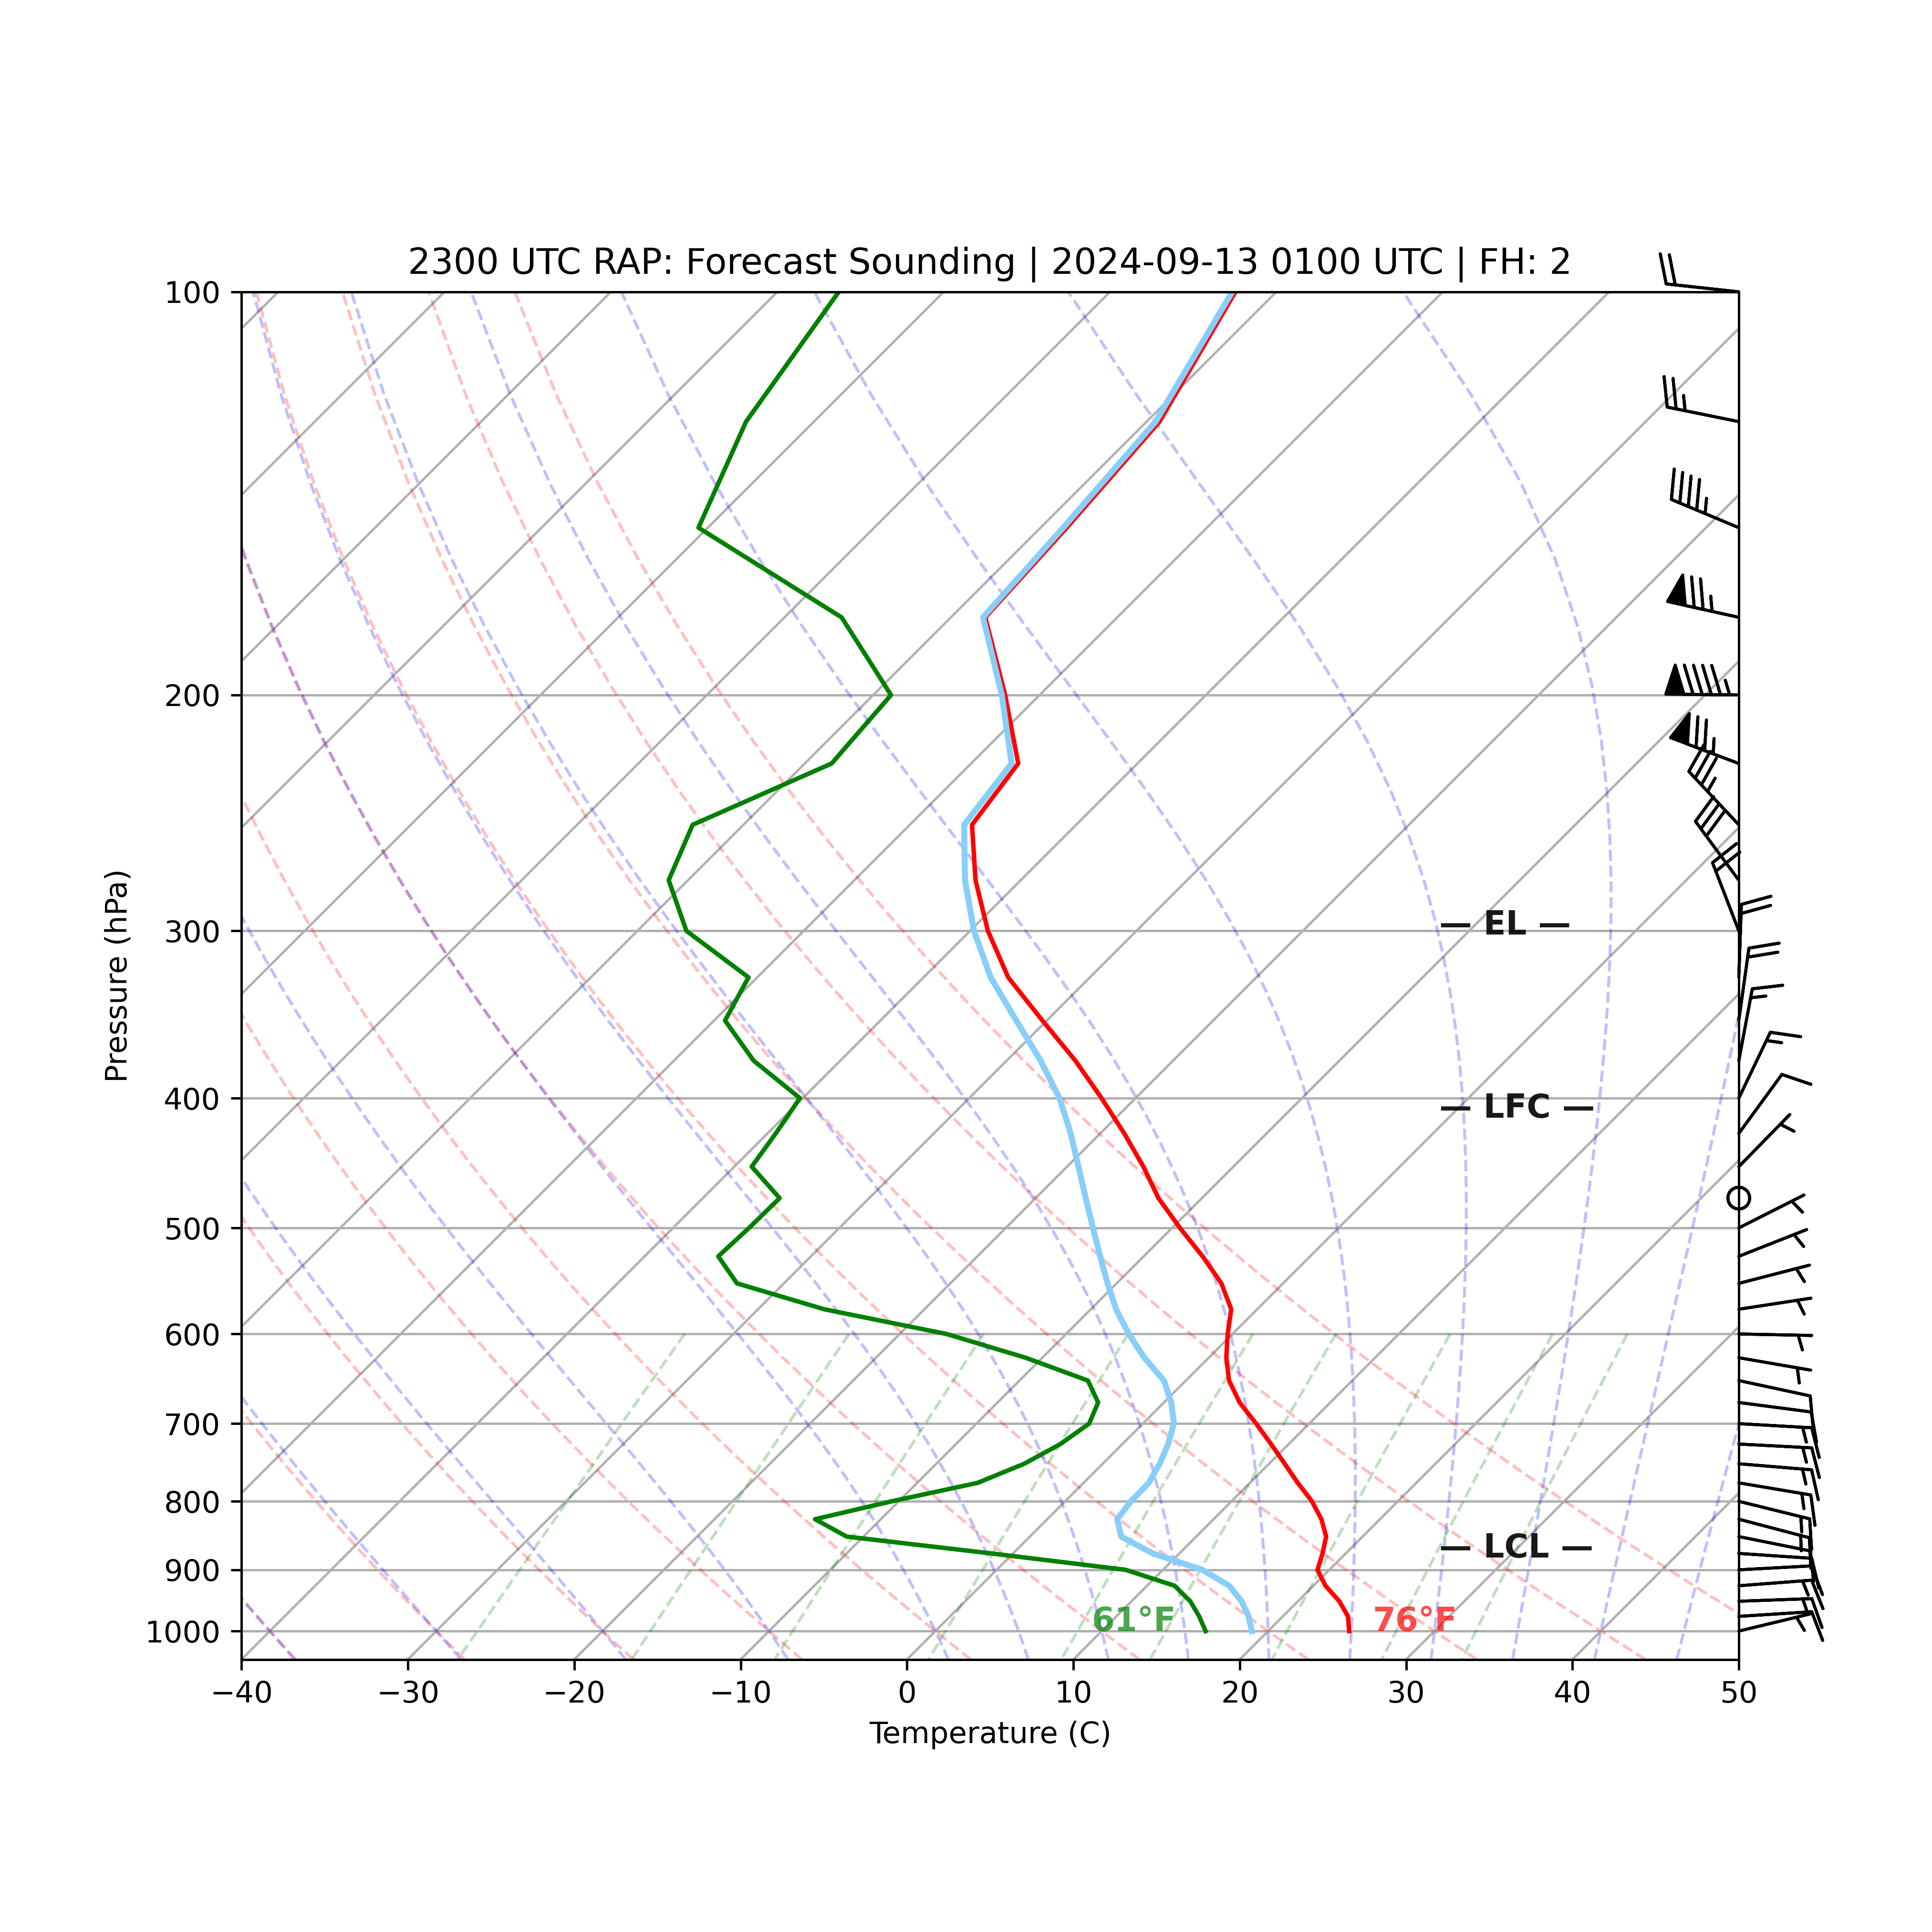 2300 UTC RAP: Forecast Sounding | 2024-09-13 0100 UTC | FH: 2
100
200
300
400
500
600
700
800
900
1000
Pressure (hPa)
— EL —
— LFC —
— LCL —
61°F
76°F
−40 −30 −20 −10 0 10 20 30 40 50
Temperature (C)